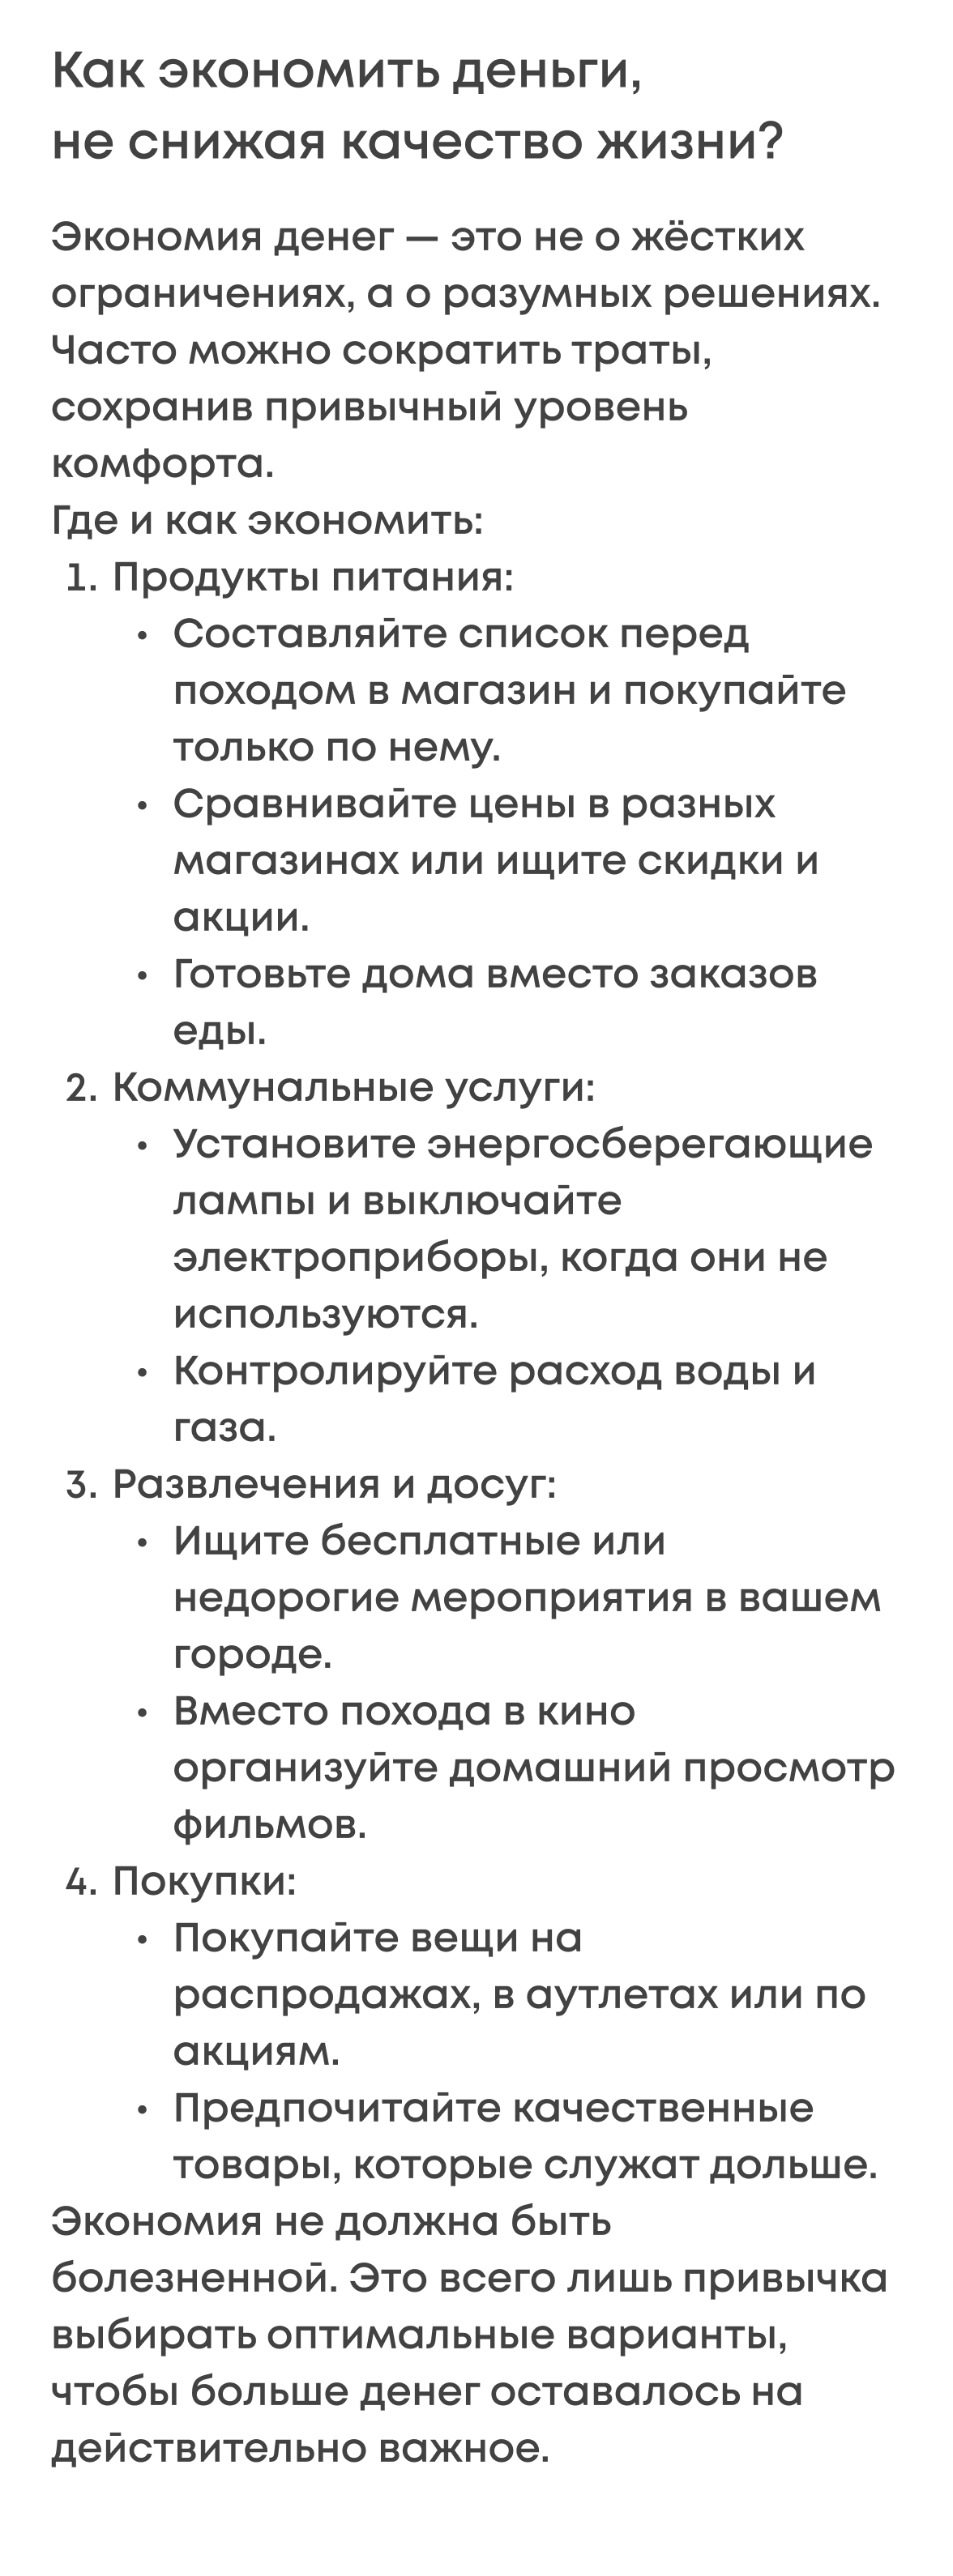 Как экономить деньги,
не снижая качество жизни?
Экономия денег — это не о жёстких
ограничениях, а о разумных решениях.
Часто можно сократить траты,
сохранив привычный уровень
комфорта.
Где и как экономить:
1. Продукты питания:
• Составляйте список перед
походом в магазин и покупайте
только по нему.
• Сравнивайте цены в разных
магазинах или ищите скидки и
акции.
• Готовьте дома вместо заказов
еды.
2. Коммунальные услуги:
• Установите энергосберегающие
лампы и выключайте
электроприборы, когда они не
используются.
• Контролируйте расход воды и
газа.
3. Развлечения и досуг:
• Ищите бесплатные или
недорогие мероприятия в вашем
городе.
• Вместо похода в кино
организуйте домашний просмотр
фильмов.
4. Покупки:
• Покупайте вещи на
распродажах, в аутлетах или по
акциям.
• Предпочитайте качественные
товары, которые служат дольше.
Экономия не должна быть
болезненной. Это всего лишь привычка
выбирать оптимальные варианты,
чтобы больше денег оставалось на
действительно важное.